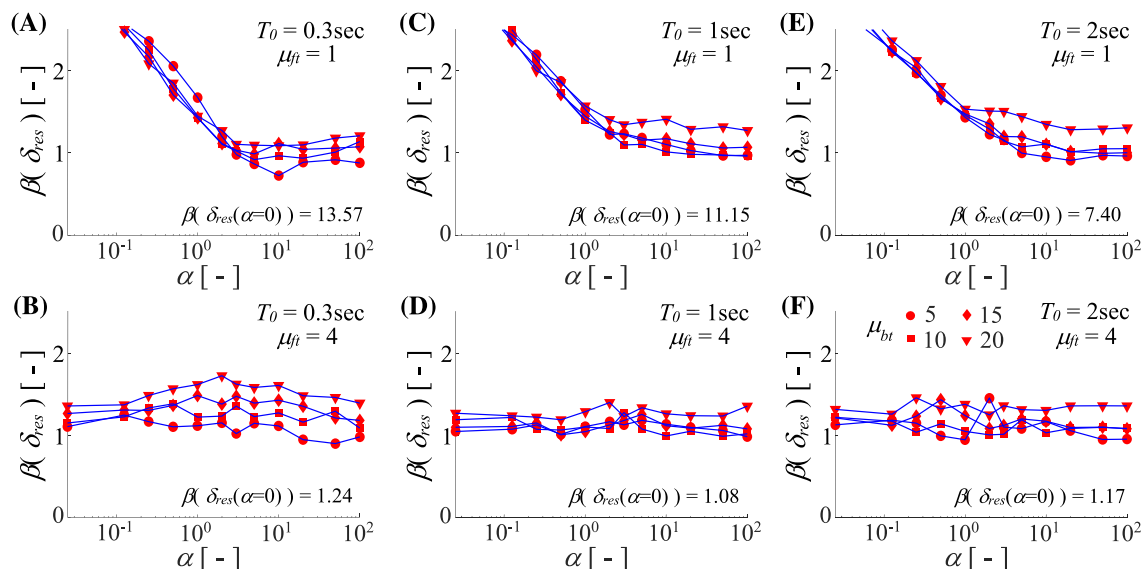 (A)
T0 = 0.3sec
μft = 1
β( δres ) [ - ]
2
1
0
β( δres(α=0) ) = 13.57
10-1
100
101
102
α [ - ]
(C)
T0 = 1sec
μft = 1
β( δres ) [ - ]
2
1
0
β( δres(α=0) ) = 11.15
10-1
100
101
102
α [ - ]
(E)
T0 = 2sec
μft = 1
β( δres ) [ - ]
2
1
0
β( δres(α=0) ) = 7.40
10-1
100
101
102
α [ - ]
(B)
T0 = 0.3sec
μft = 4
β( δres ) [ - ]
2
1
0
β( δres(α=0) ) = 1.24
10-1
100
101
102
α [ - ]
(D)
T0 = 1sec
μft = 4
β( δres ) [ - ]
2
1
0
β( δres(α=0) ) = 1.08
10-1
100
101
102
α [ - ]
(F)
μbt
5
15
10
20
T0 = 2sec
μft = 4
β( δres ) [ - ]
2
1
0
β( δres(α=0) ) = 1.17
10-1
100
101
102
α [ - ]